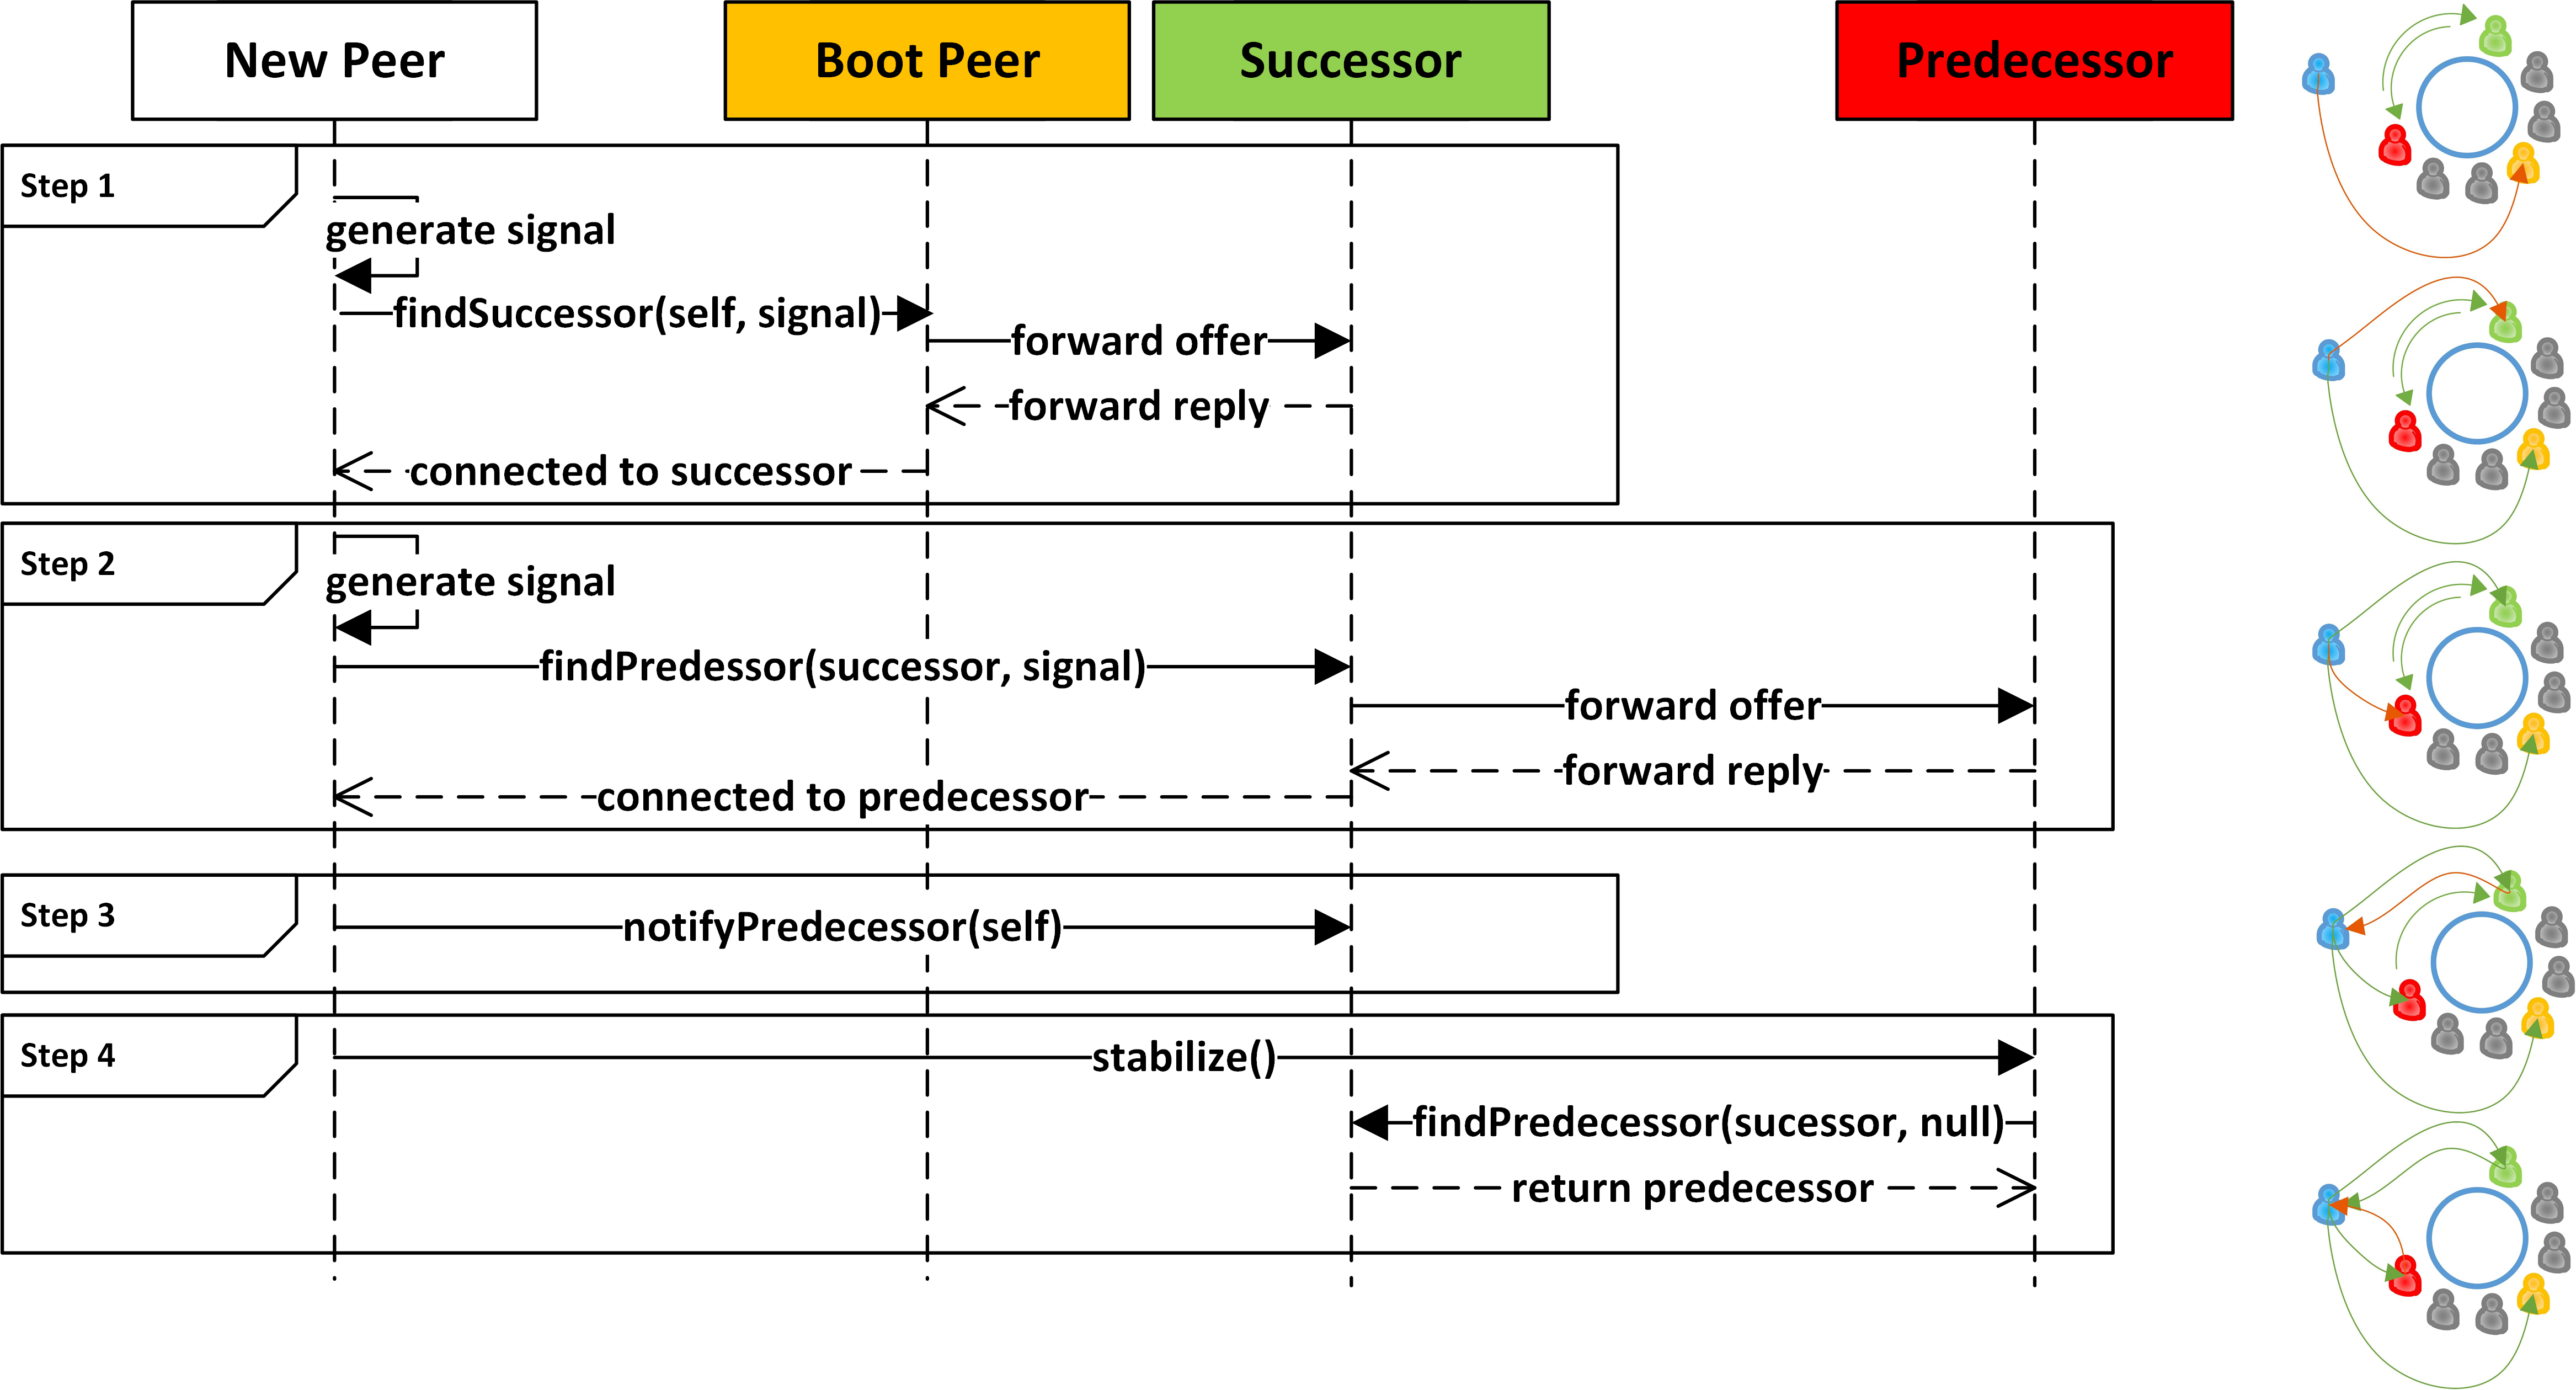 New Peer
Boot Peer
Successor
Predecessor
Step 1
generate signal
findSuccessor(self, signal)
forward offer
forward reply
connected to successor
Step 2
generate signal
findPredessor(successor, signal)
forward offer
forward reply
connected to predecessor
Step 3
notifyPredecessor(self)
Step 4
stabilize()
findPredecessor(sucessor, null)
return predecessor